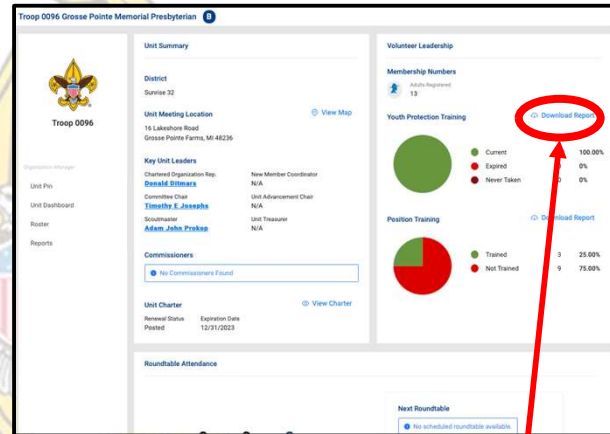 Troop 0096 Grosse Pointe Memorial Presbyterian B
Troop 0096
Organization Manager
Unit Pin
Unit Dashboard
Roster
Reports
Unit Summary
District
Sunrise 32
Unit Meeting Location
View Map
16 Lakeshore Road
Grosse Pointe Farms, MI 48236
Key Unit Leaders
Chartered Organization Rep.
Donald Ditmars
New Member Coordinator
N/A
Committee Chair
Timothy E Josephs
Unit Advancement Chair
N/A
Scoutmaster
Adam John Prokop
Unit Treasurer
N/A
Commissioners
No Commissioners Found
Unit Charter
View Charter
Renewal Status
Posted
Expiration Date
12/31/2023
Volunteer Leadership
Membership Numbers
Adults Registered
13
Youth Protection Training
Download Report
Current 100.00%
Expired 0%
Never Taken 0%
Position Training
Download Report
Trained 3 25.00%
Not Trained 9 75.00%
Roundtable Attendance
Next Roundtable
No scheduled roundtable available.